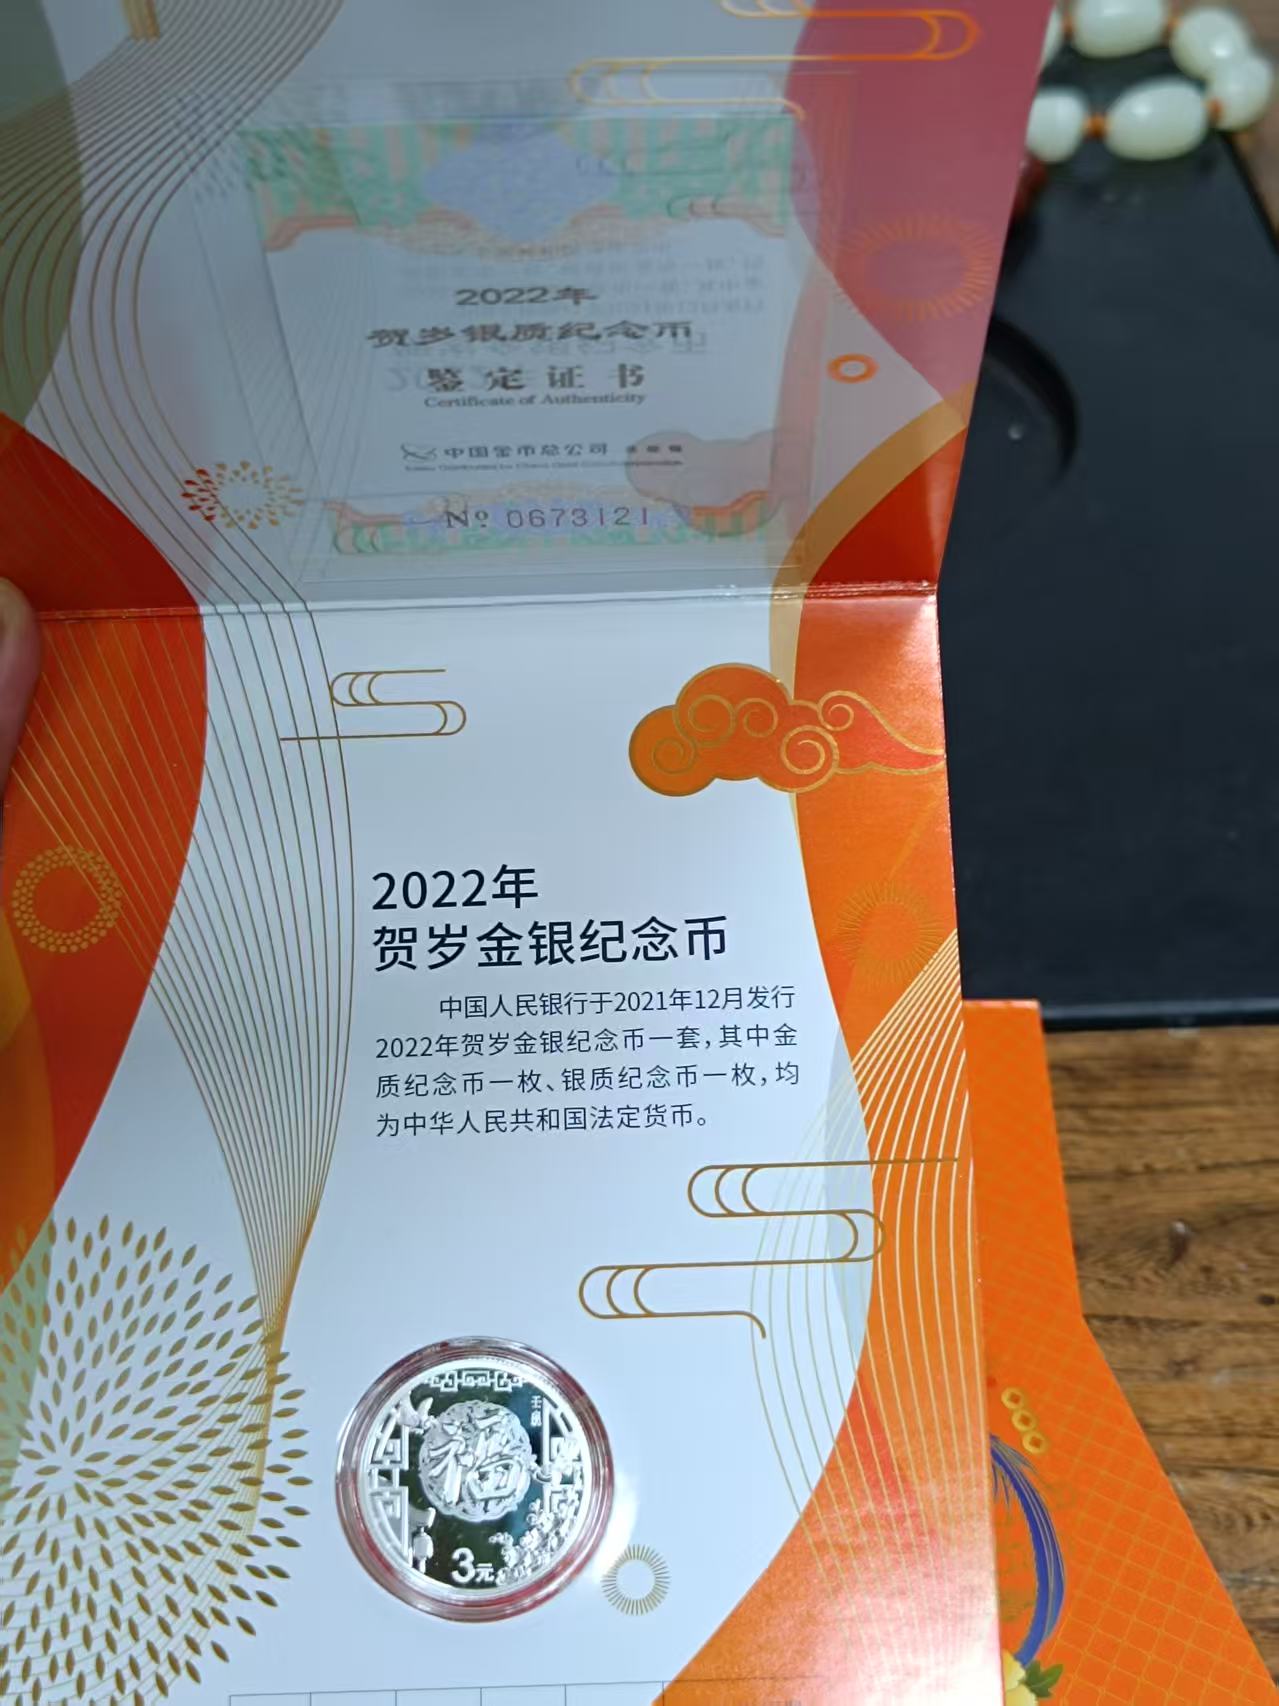 2022年
贺岁银质纪念币
鉴定证书
Certificate of Authenticity
中国金币总公司
Nº 0673121
2022年
贺岁金银纪念币
中国人民银行于2021年12月发行
2022年贺岁金银纪念币一套，其中金
质纪念币一枚、银质纪念币一枚，均
为中华人民共和国法定货币。
福
3元